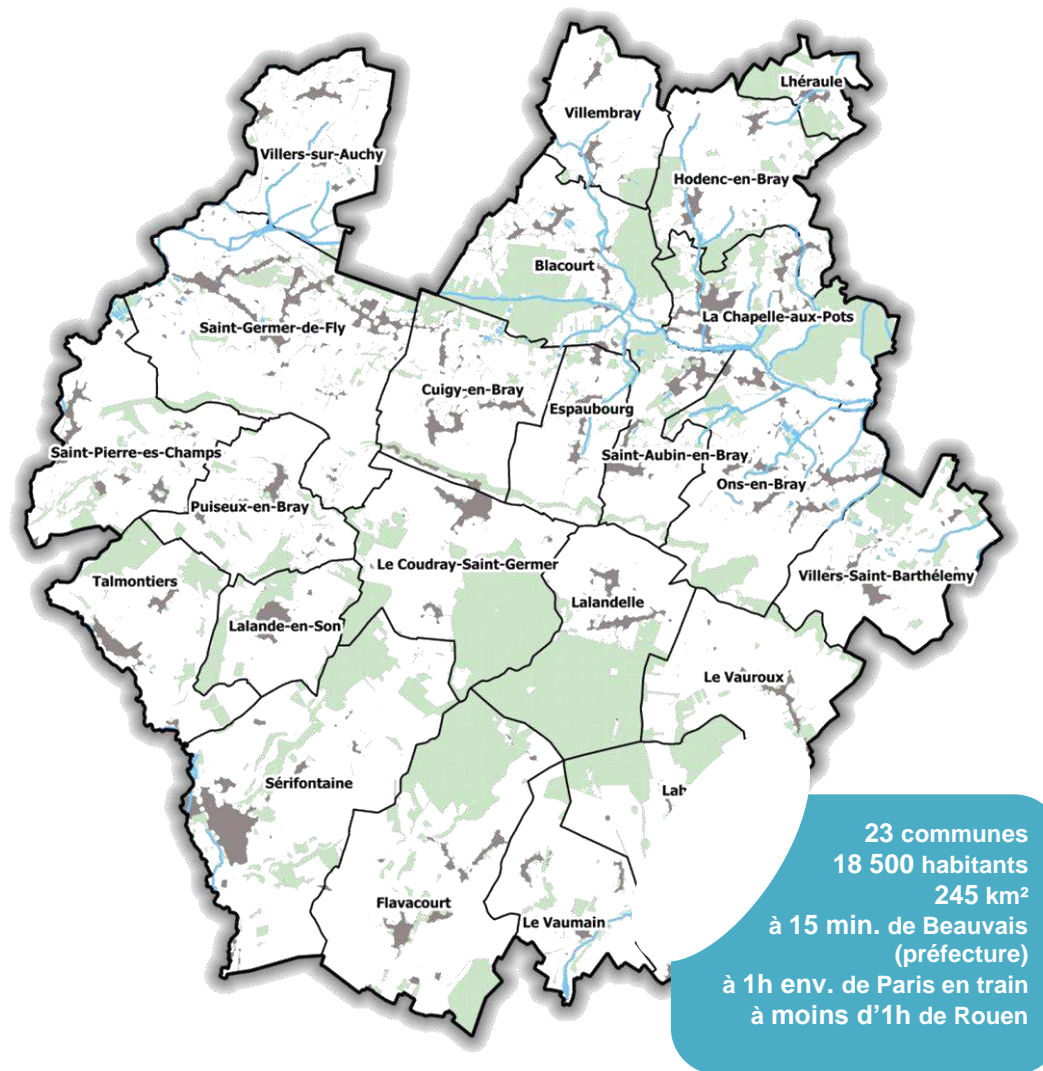 Lhéraule
Villembray
Villers-sur-Auchy
Hodenc-en-Bray
Blacourt
La Chapelle-aux-Pots
Saint-Germer-de-Fly
Cuigy-en-Bray
Espaubourg
Saint-Pierre-es-Champs
Saint-Aubin-en-Bray
Ons-en-Bray
Puiseux-en-Bray
Le Coudray-Saint-Germer
Talmontiers
Villers-Saint-Barthélemy
Lalandelle
Lalande-en-Son
Le Vauroux
Sérifontaine
Lab
Flavacourt
Le Vaumain
23 communes
18 500 habitants
245 km²
à 15 min. de Beauvais
(préfecture)
à 1h env. de Paris en train
à moins d'1h de Rouen